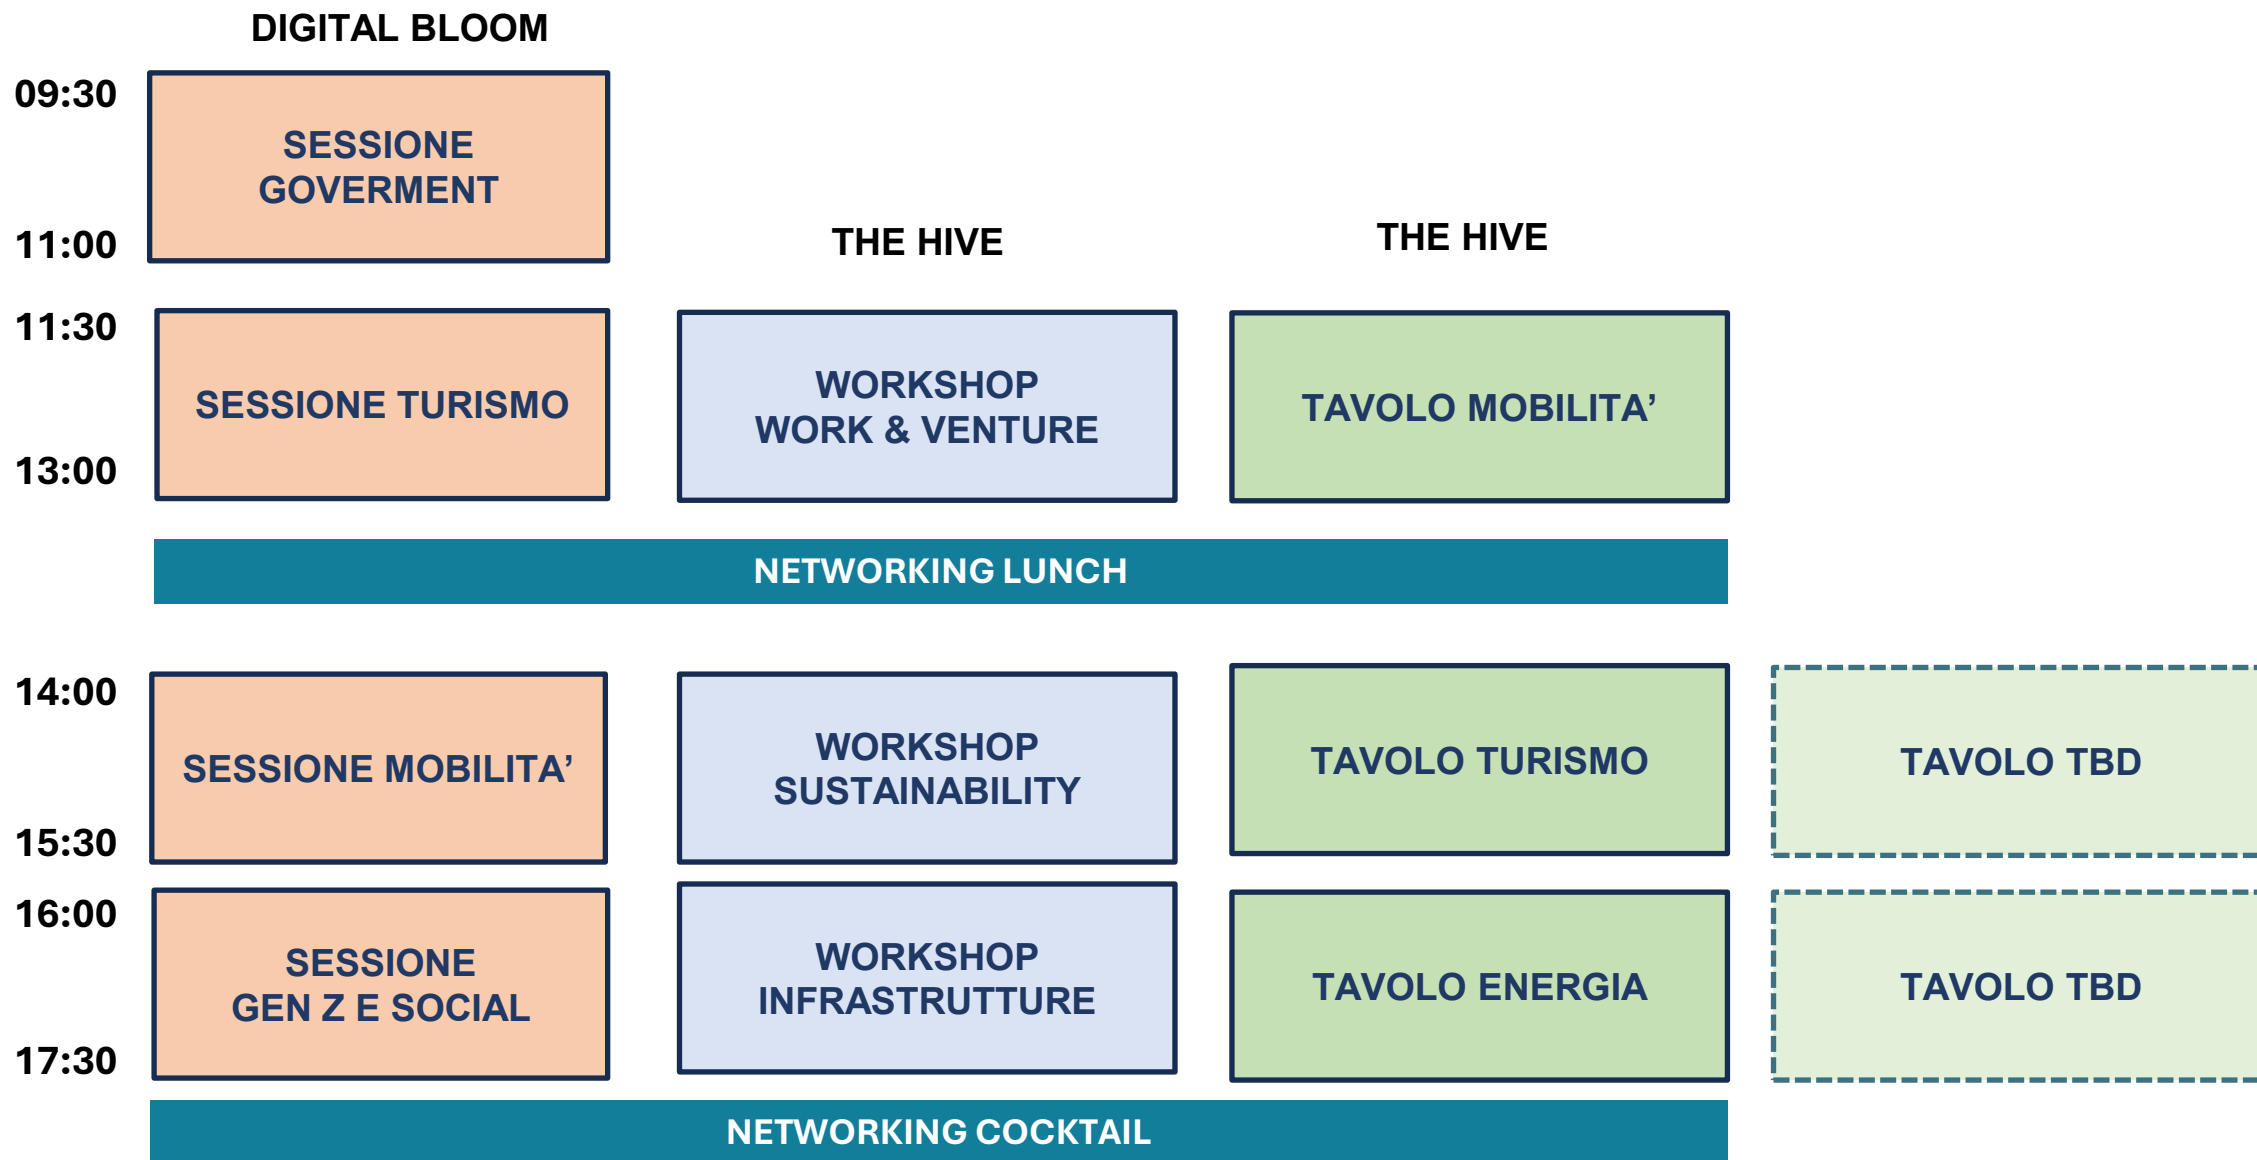 DIGITAL BLOOM
09:30
SESSIONE
GOVERMENT
11:00
THE HIVE
THE HIVE
11:30
SESSIONE TURISMO
13:00
WORKSHOP
WORK & VENTURE
TAVOLO MOBILITA’
NETWORKING LUNCH
14:00
SESSIONE MOBILITA’
15:30
WORKSHOP
SUSTAINABILITY
TAVOLO TURISMO
TAVOLO TBD
16:00
SESSIONE
GEN Z E SOCIAL
17:30
WORKSHOP
INFRASTRUTTURE
TAVOLO ENERGIA
TAVOLO TBD
NETWORKING COCKTAIL